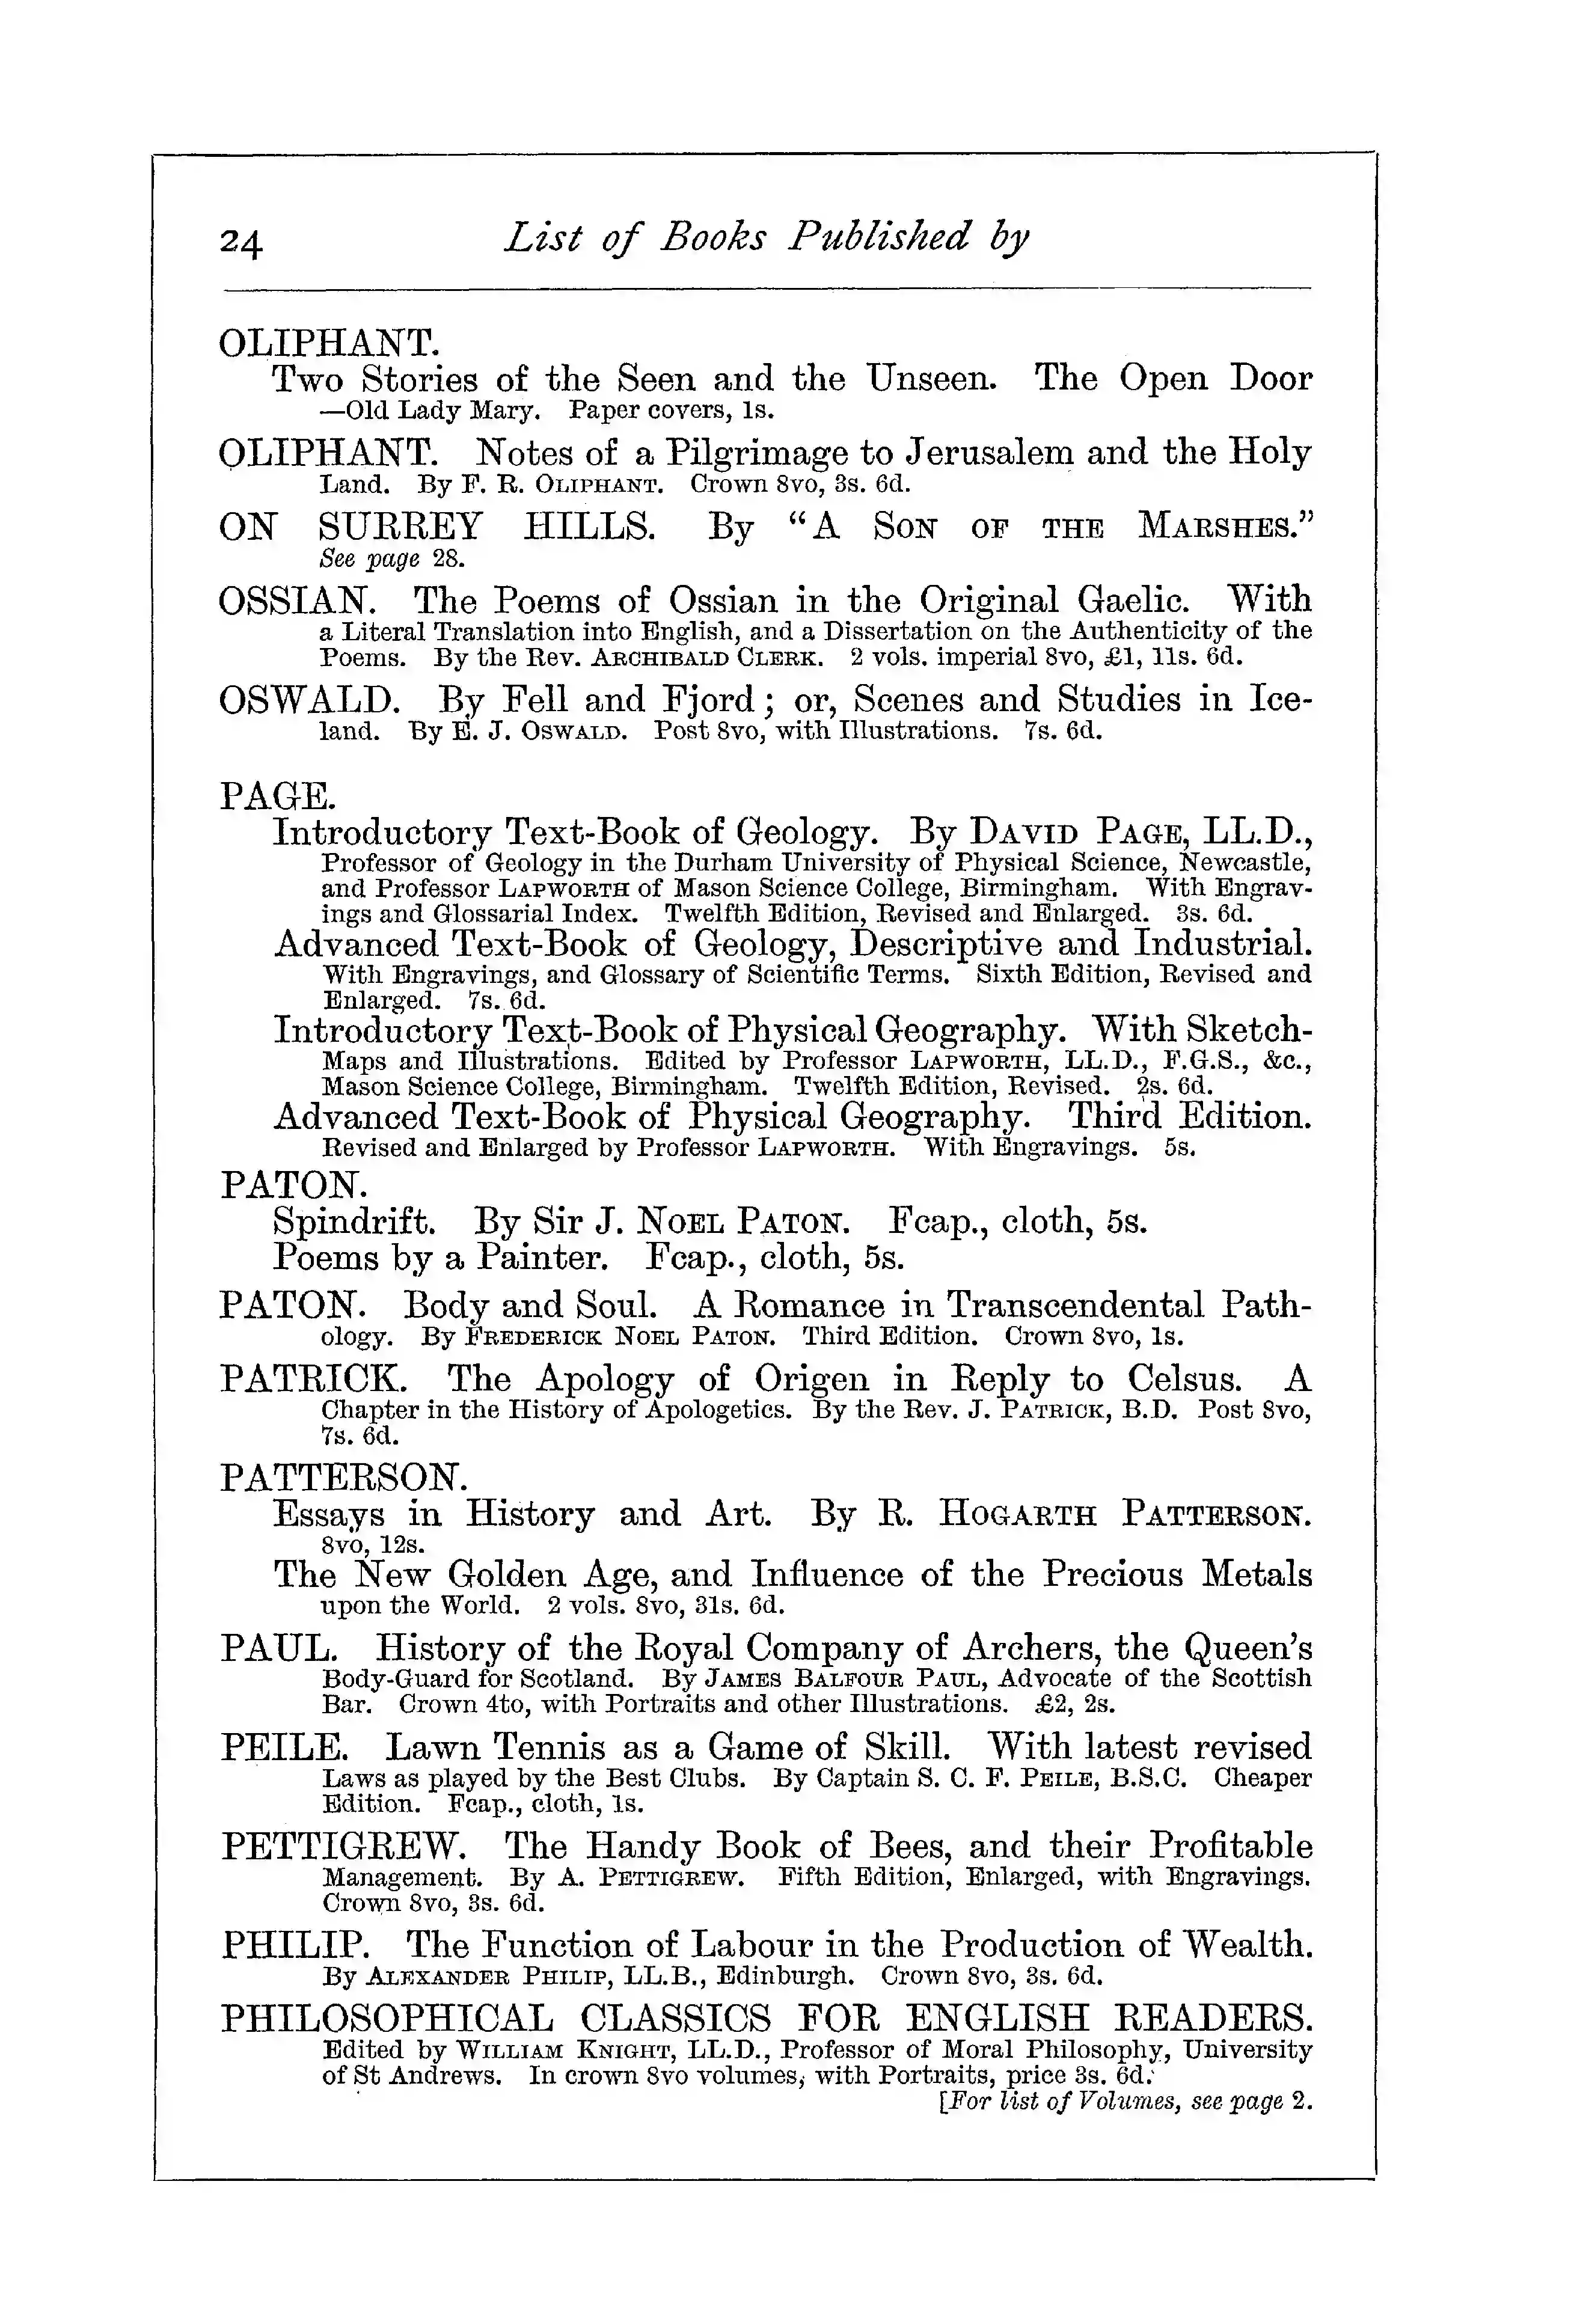 24 List of Books Published by
OLIPHANT.
Two Stories of the Seen and the Unseen. The Open Door
—Old Lady Mary. Paper covers, 1s.
OLIPHANT. Notes of a Pilgrimage to Jerusalem and the Holy
Land. By F. R. OLIPHANT. Crown 8vo, 3s. 6d.
ON SURREY HILLS. By “A SON OF THE MARSHES.”
See page 28.
OSSIAN. The Poems of Ossian in the Original Gaelic. With
a Literal Translation into English, and a Dissertation on the Authenticity of the
Poems. By the Rev. ARCHIBALD CLERK. 2 vols. imperial 8vo, £1, 11s. 6d.
OSWALD. By Fell and Fjord; or, Scenes and Studies in Ice-
land. By E. J. OSWALD. Post 8vo, with Illustrations. 7s. 6d.
PAGE.
Introductory Text-Book of Geology. By DAVID PAGE, LL.D.,
Professor of Geology in the Durham University of Physical Science, Newcastle,
and Professor LAPWORTH of Mason Science College, Birmingham. With Engrav-
ings and Glossarial Index. Twelfth Edition, Revised and Enlarged. 3s. 6d.
Advanced Text-Book of Geology, Descriptive and Industrial.
With Engravings, and Glossary of Scientific Terms. Sixth Edition, Revised and
Enlarged. 7s. 6d.
Introductory Text-Book of Physical Geography. With Sketch-
Maps and Illustrations. Edited by Professor LAPWORTH, LL.D., F.G.S., &c.,
Mason Science College, Birmingham. Twelfth Edition, Revised. 2s. 6d.
Advanced Text-Book of Physical Geography. Third Edition.
Revised and Enlarged by Professor LAPWORTH. With Engravings. 5s.
PATON.
Spindrift. By Sir J. NOEL PATON. Fcap., cloth, 5s.
Poems by a Painter. Fcap., cloth, 5s.
PATON. Body and Soul. A Romance in Transcendental Path-
ology. By FREDERICK NOEL PATON. Third Edition. Crown 8vo, 1s.
PATRICK. The Apology of Origen in Reply to Celsus. A
Chapter in the History of Apologetics. By the Rev. J. PATRICK, B.D. Post 8vo,
7s. 6d.
PATTERSON.
Essays in History and Art. By R. HOGARTH PATTERSON.
8vo, 12s.
The New Golden Age, and Influence of the Precious Metals
upon the World. 2 vols. 8vo, 31s. 6d.
PAUL. History of the Royal Company of Archers, the Queen’s
Body-Guard for Scotland. By JAMES BALFOUR PAUL, Advocate of the Scottish
Bar. Crown 4to, with Portraits and other Illustrations. £2, 2s.
PEILE. Lawn Tennis as a Game of Skill. With latest revised
Laws as played by the Best Clubs. By Captain S. C. F. PEILE, B.S.C. Cheaper
Edition. Fcap., cloth, 1s.
PETTIGREW. The Handy Book of Bees, and their Profitable
Management. By A. PETTIGREW. Fifth Edition, Enlarged, with Engravings.
Crown 8vo, 3s. 6d.
PHILIP. The Function of Labour in the Production of Wealth.
By ALEXANDER PHILIP, LL.B., Edinburgh. Crown 8vo, 3s. 6d.
PHILOSOPHICAL CLASSICS FOR ENGLISH READERS.
Edited by WILLIAM KNIGHT, LL.D., Professor of Moral Philosophy, University
of St Andrews. In crown 8vo volumes, with Portraits, price 3s. 6d.
[For list of Volumes, see page 2.